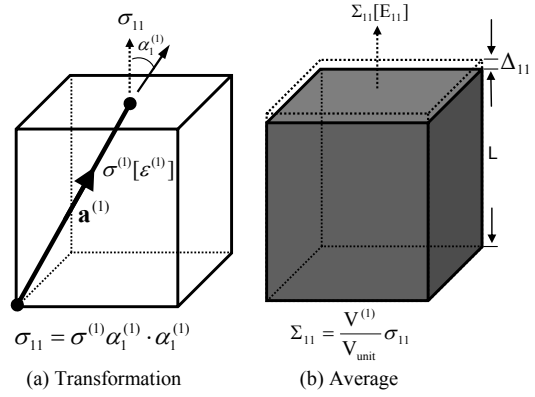 σ₁₁
α₁⁽¹⁾
σ⁽¹⁾[ε⁽¹⁾]
a⁽¹⁾
σ₁₁ = σ⁽¹⁾α₁⁽¹⁾ · α₁⁽¹⁾
(a) Transformation
Σ₁₁[E₁₁]
Δ₁₁
L
Σ₁₁ = V⁽¹⁾/V_unit σ₁₁
(b) Average